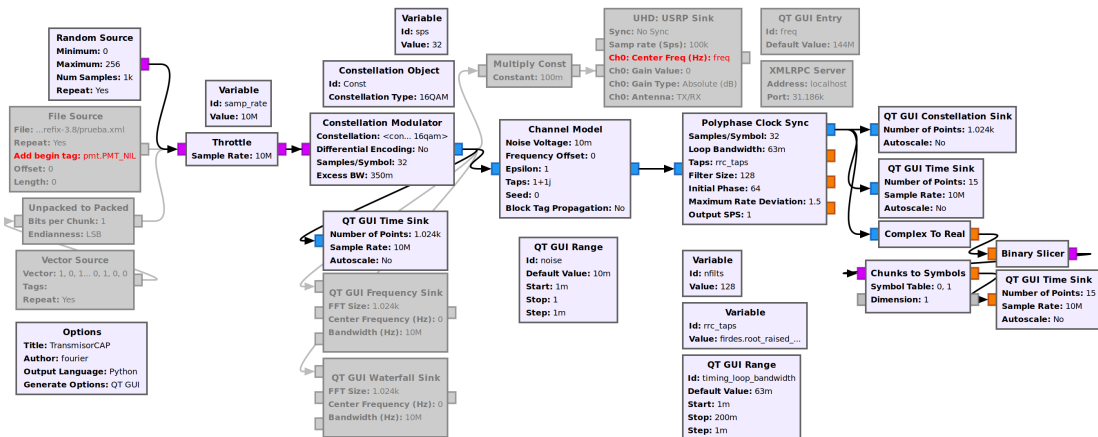 Random Source
Minimum: 0
Maximum: 256
Num Samples: 1k
Repeat: Yes
File Source
File: ...refix-3.8/prueba.xml
Repeat: Yes
Add begin tag: pmt.PMT_NIL
Offset: 0
Length: 0
Unpacked to Packed
Bits per Chunk: 1
Endianness: LSB
Vector Source
Vector: 1, 0, 1... 0, 1, 0, 0
Tags:
Repeat: Yes
Options
Title: TransmisorCAP
Author: fourier
Output Language: Python
Generate Options: QT GUI
Variable
Id: samp_rate
Value: 10M
Throttle
Sample Rate: 10M
Variable
Id: sps
Value: 32
Constellation Object
Id: Const
Constellation Type: 16QAM
Constellation Modulator
Constellation: <con... 16qam>
Differential Encoding: No
Samples/Symbol: 32
Excess BW: 350m
QT GUI Time Sink
Number of Points: 1.024k
Sample Rate: 10M
Autoscale: No
QT GUI Frequency Sink
FFT Size: 1.024k
Center Frequency (Hz): 0
Bandwidth (Hz): 10M
QT GUI Waterfall Sink
FFT Size: 1.024k
Center Frequency (Hz): 0
Bandwidth (Hz): 10M
Multiply Const
Constant: 100m
UHD: USRP Sink
Sync: No Sync
Samp rate (Sps): 100k
Ch0: Center Freq (Hz): freq
Ch0: Gain Value: 0
Ch0: Gain Type: Absolute (dB)
Ch0: Antenna: TX/RX
QT GUI Entry
Id: freq
Default Value: 144M
XMLRPC Server
Address: localhost
Port: 31.186k
Channel Model
Noise Voltage: 10m
Frequency Offset: 0
Epsilon: 1
Taps: 1+1j
Seed: 0
Block Tag Propagation: No
QT GUI Range
Id: noise
Default Value: 10m
Start: 1m
Stop: 1
Step: 1m
Polyphase Clock Sync
Samples/Symbol: 32
Loop Bandwidth: 63m
Taps: rrc_taps
Filter Size: 128
Initial Phase: 64
Maximum Rate Deviation: 1.5
Output SPS: 1
Variable
Id: nfilts
Value: 128
Variable
Id: rrc_taps
Value: firdes.root_raised_...
QT GUI Range
Id: timing_loop_bandwidth
Default Value: 63m
Start: 1m
Stop: 200m
Step: 1m
QT GUI Constellation Sink
Number of Points: 1.024k
Autoscale: No
QT GUI Time Sink
Number of Points: 15
Sample Rate: 10M
Autoscale: No
Complex To Real
Binary Slicer
Chunks to Symbols
Symbol Table: 0, 1
Dimension: 1
QT GUI Time Sink
Number of Points: 15
Sample Rate: 10M
Autoscale: No